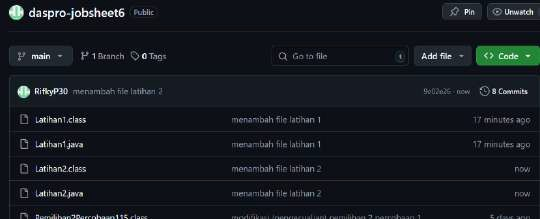 daspro-jobsheet6 Public
Pin Unwatch
main 1 Branch 0 Tags Go to file t Add file Code
RifkyP30 menambah file latihan 2 9e02e26 · now 8 Commits
Latihan1.class menambah file latihan 1 17 minutes ago
Latihan1.java menambah file latihan 1 17 minutes ago
Latihan2.class menambah file latihan 2 now
Latihan2.java menambah file latihan 2 now
Pemilihan2Percobaan115.class modifikasi (pengesuaian) pemilihan 2 percobaan 1 5 days ago